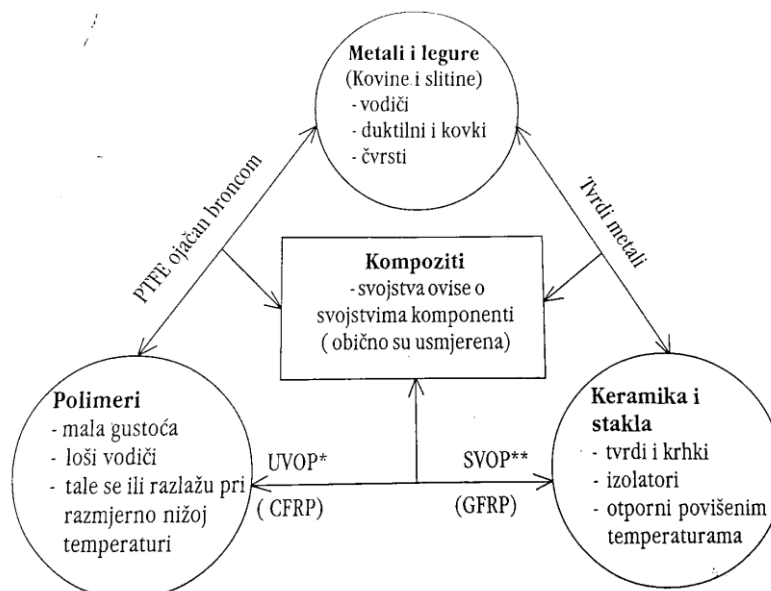 Metali i legure
(Kovine i slitine)
- vodiči
- duktilni i kovki
- čvrsti
PTFE ojačan broncom
Tvrdi metali
Kompoziti
- svojstva ovise o
svojstvima komponenti
( obično su usmjerena)
Polimeri
- mala gustoća
- loši vodiči
- tale se ili razlažu pri
razmjerno nižoj
temperaturi
UVOP*
( CFRP)
SVOP**
(GFRP)
Keramika i
stakla
- tvrdi i krhki
- izolatori
- otporni povišenim
temperaturama